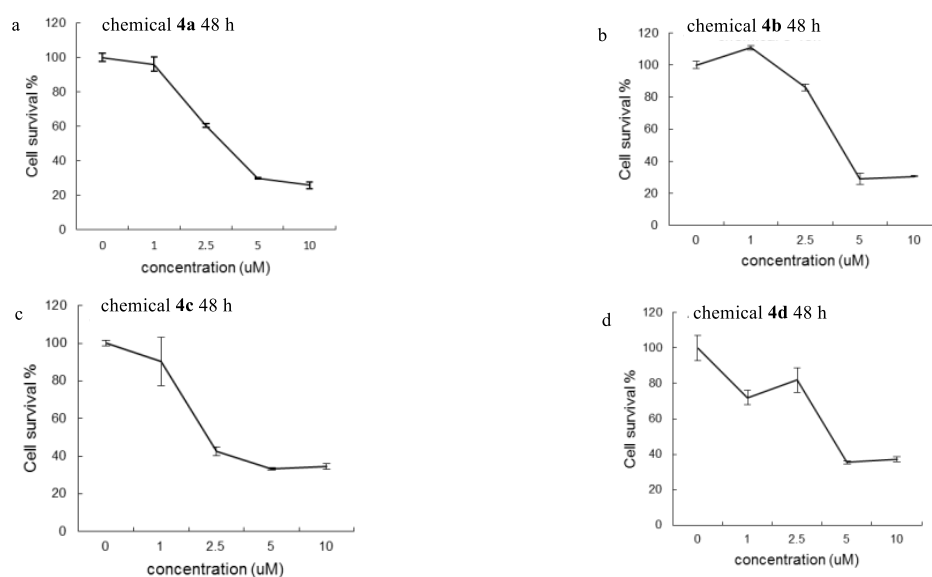 a
chemical 4a 48 h
120
100
80
60
40
20
0
Cell survival %
0 1 2.5 5 10
concentration (uM)
b
chemical 4b 48 h
120
100
80
60
40
20
0
Cell survival %
0 1 2.5 5 10
concentration (uM)
c
chemical 4c 48 h
120
100
80
60
40
20
0
Cell survival %
0 1 2.5 5 10
concentration (uM)
d
chemical 4d 48 h
120
100
80
60
40
20
0
Cell survival %
0 1 2.5 5 10
concentration (uM)